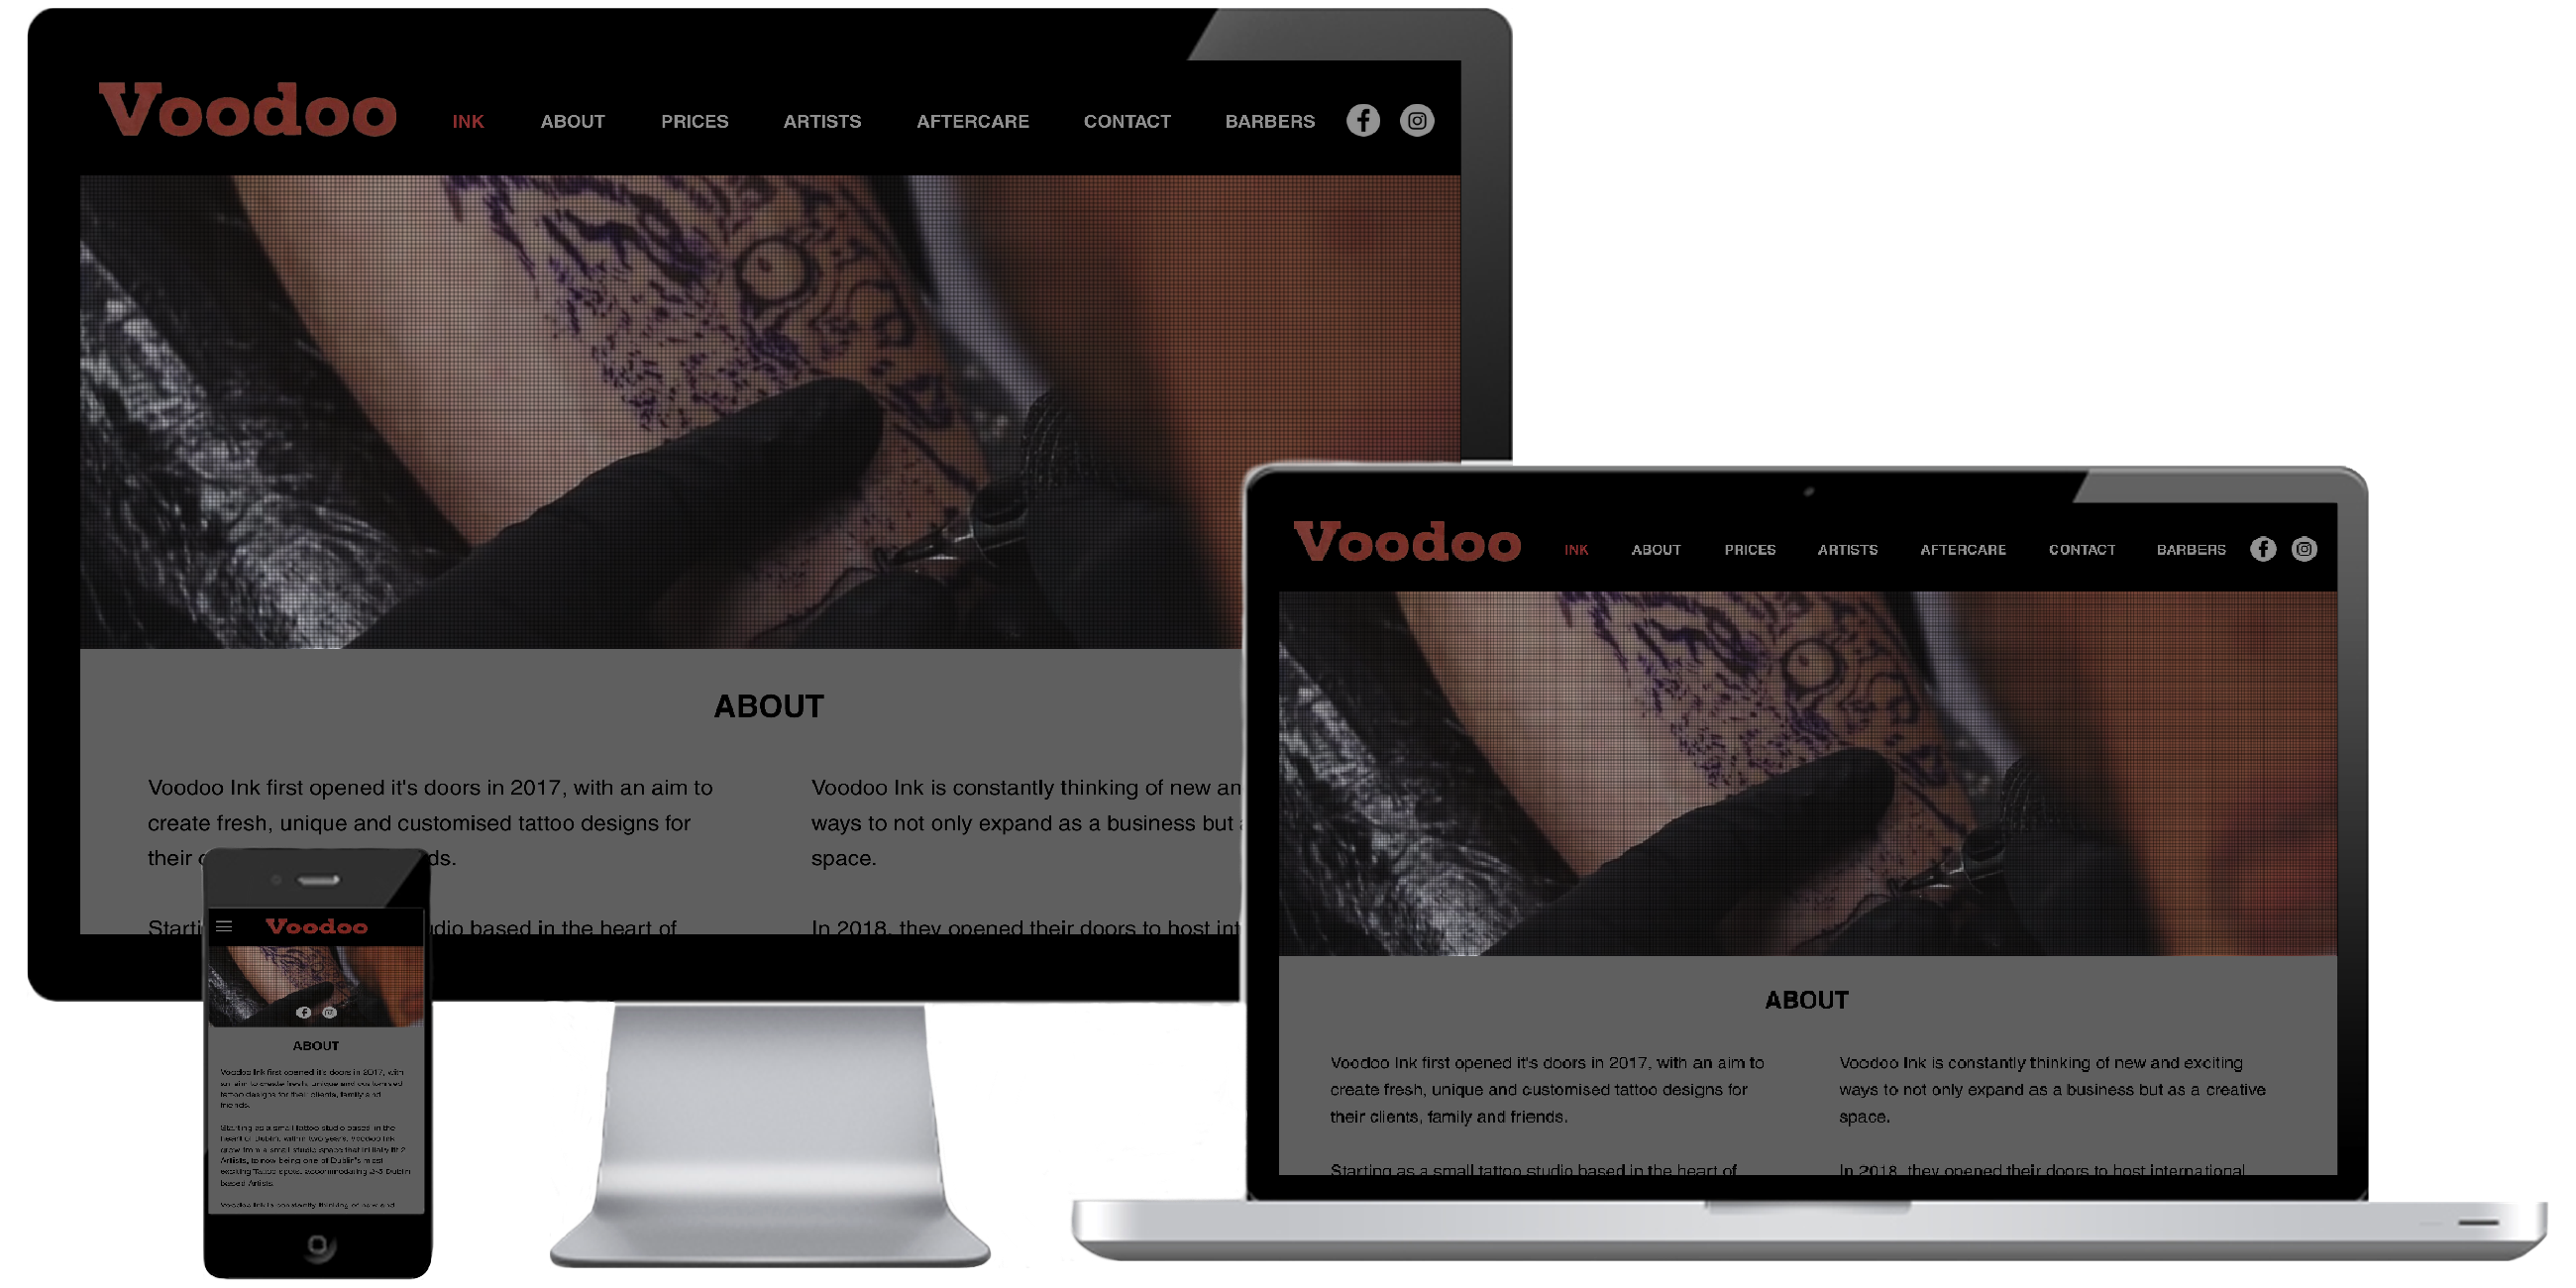 Voodoo
INK ABOUT PRICES ARTISTS AFTERCARE CONTACT BARBERS
ABOUT
Voodoo Ink first opened it's doors in 2017, with an aim to
create fresh, unique and customised tattoo designs for
their
ds.
Starti
dio based in the heart of
Voodoo Ink is constantly thinking of new an
ways to not only expand as a business but
space.
In 2018, they opened their doors to host int
Voodoo
INK ABOUT PRICES ARTISTS AFTERCARE CONTACT BARBERS
ABOUT
Voodoo Ink first opened it's doors in 2017, with an aim to
create fresh, unique and customised tattoo designs for
their clients, family and friends.
Starting as a small tattoo studio based in the heart of
Voodoo Ink is constantly thinking of new and exciting
ways to not only expand as a business but as a creative
space.
In 2018, they opened their doors to host international
Voodoo
ABOUT
Voodoo Ink first opened it's doors in 2017, with
an aim to create fresh, unique and customised
tattoo designs for their clients, family and
friends.
Starting as a small tattoo studio based in the
heart of Dublin, within two years, Voodoo Ink
grew from a small studio space that initially fit 2
Artists, to now being one of Dublin's most
exciting Tattoo spots, accommodating 2-3 Dublin
based Artists.
Voodoo Ink is constantly thinking of new and